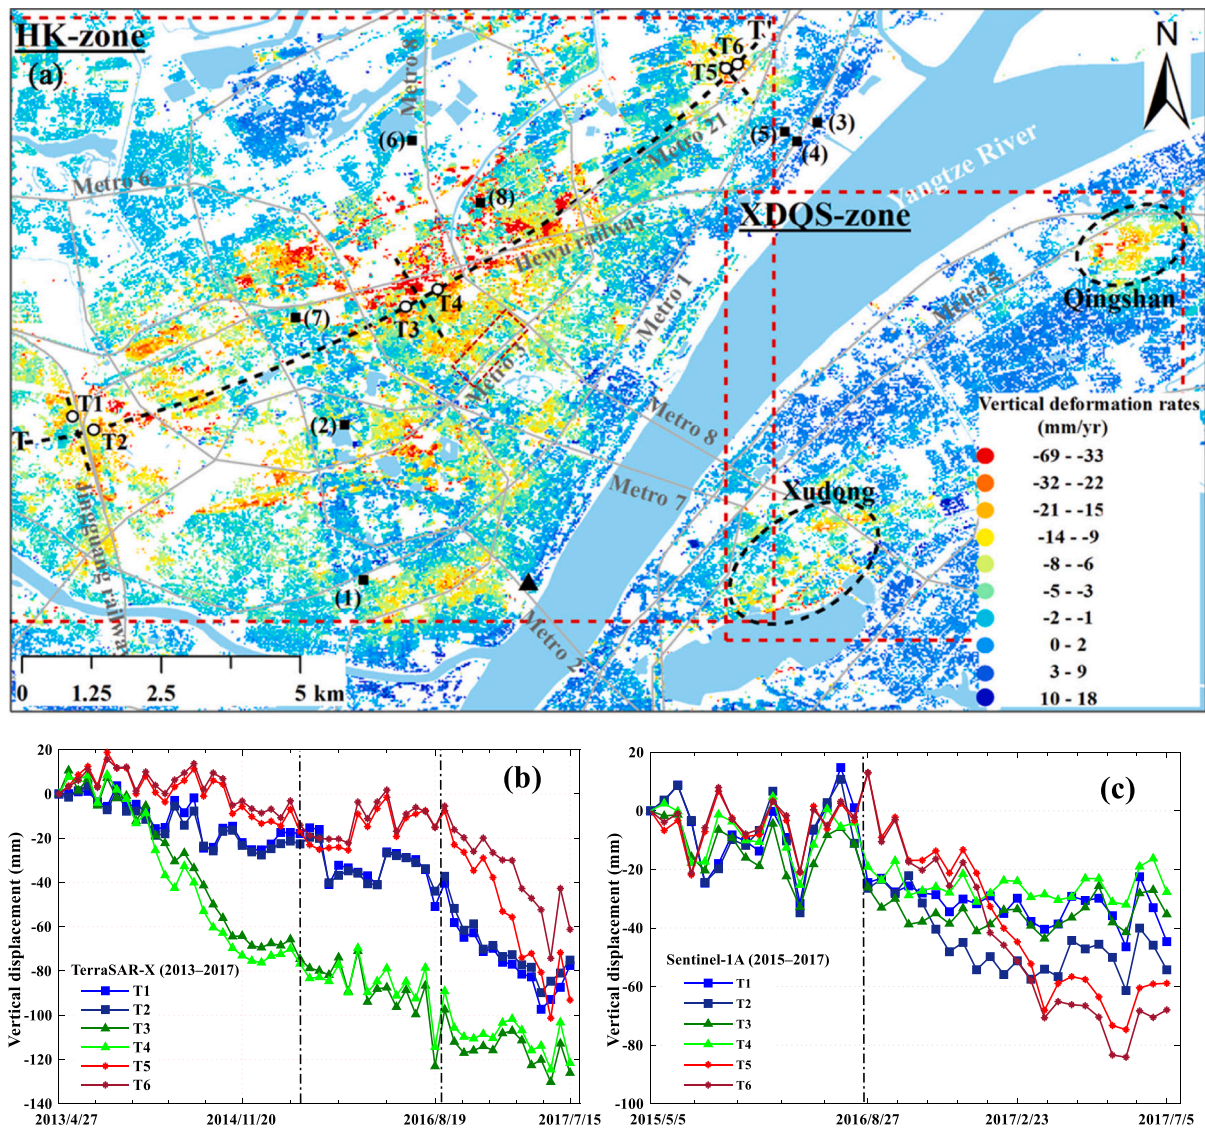 HK-zone
(a)
Metro 8
T6
T
T5
N
(6)
(5)
(3)
(4)
Metro 21
Yangtze River
Metro 6
(8)
XDQS-zone
Hewu railway
Metro 1
Metro 5
Qingshan
T4
T3
(7)
Metro 3
T1
T
T2
(2)
Metro 8
Metro 7
Xudong
Jingguang railway
(1)
Metro 2
0 1.25 2.5 5 km
Vertical deformation rates
(mm/yr)
-69 - -33
-32 - -22
-21 - -15
-14 - -9
-8 - -6
-5 - -3
-2 - -1
0 - 2
3 - 9
10 - 18
(b)
Vertical displacement (mm)
20
0
-20
-40
-60
-80
-100
-120
-140
TerraSAR-X (2013–2017)
T1
T2
T3
T4
T5
T6
2013/4/27 2014/11/20 2016/8/19 2017/7/15
(c)
Vertical displacement (mm)
20
0
-20
-40
-60
-80
-100
Sentinel-1A (2015–2017)
T1
T2
T3
T4
T5
T6
2015/5/5 2016/8/27 2017/2/23 2017/7/5